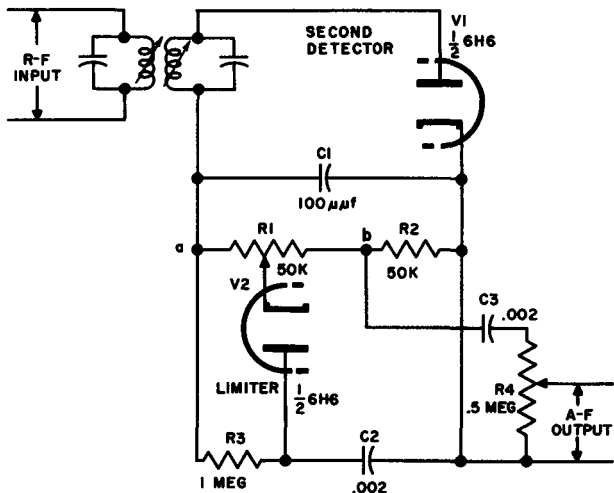 R-F
INPUT
SECOND
DETECTOR
V1
½ 6H6
C1
100 μμf
a
R1
50K
b
R2
50K
V2
LIMITER
½ 6H6
C3
.002
R4
.5 MEG
A-F
OUTPUT
R3
1 MEG
C2
.002